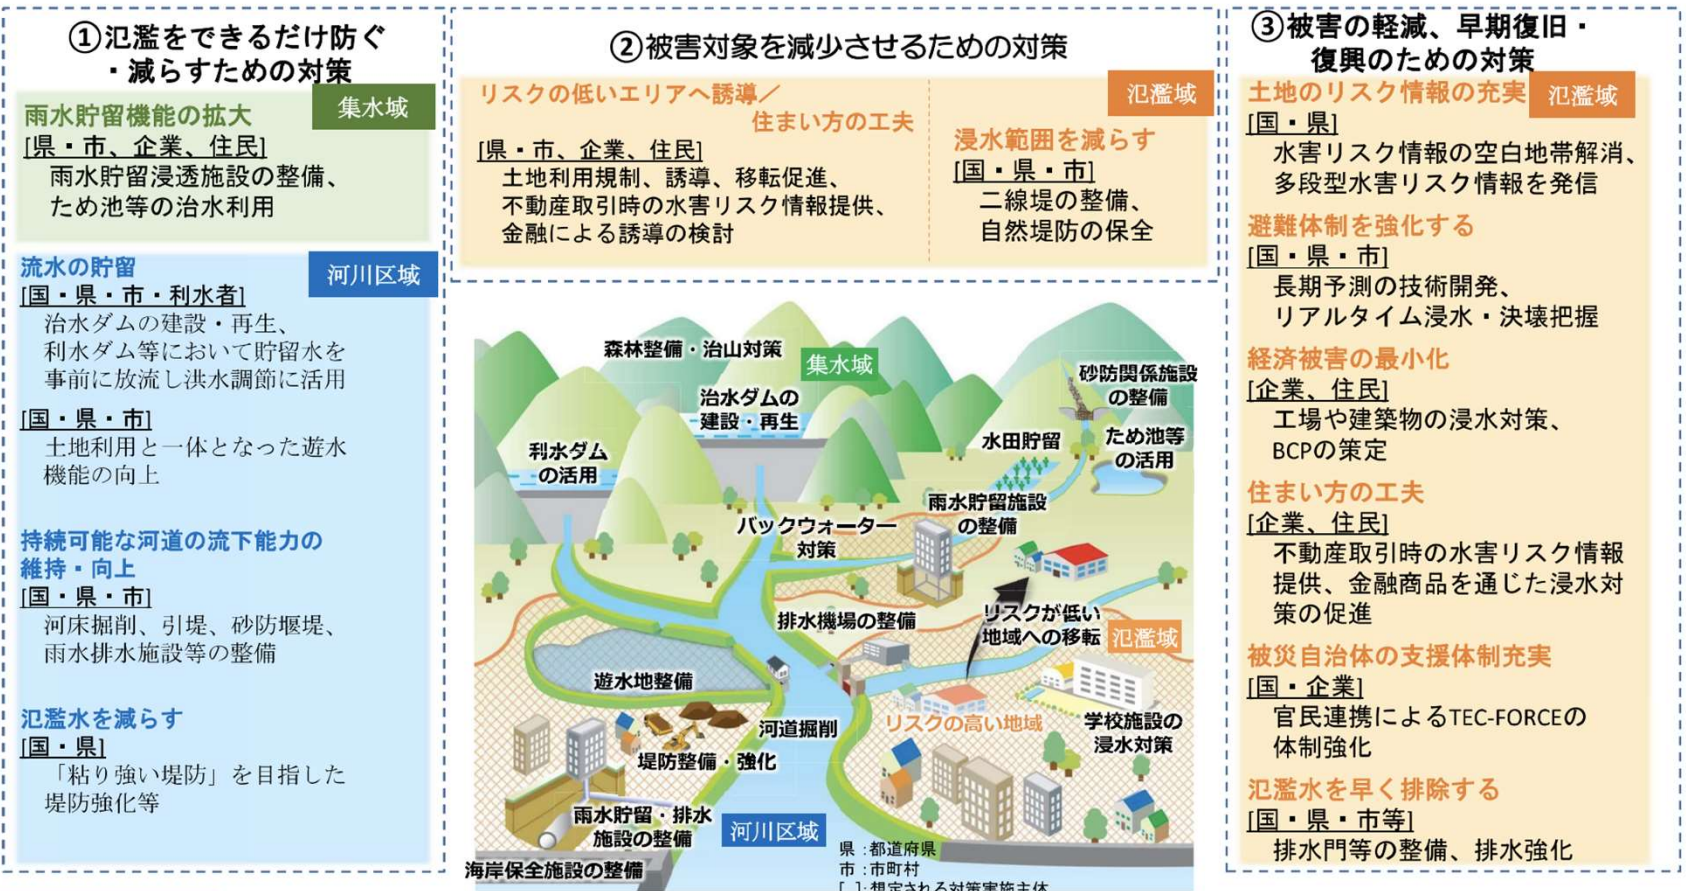 ①氾濫をできるだけ防ぐ
・減らすための対策
集水域
雨水貯留機能の拡大
[県・市、企業、住民]
雨水貯留浸透施設の整備、
ため池等の治水利用
河川区域
流水の貯留
[国・県・市・利水者]
治水ダムの建設・再生、
利水ダム等において貯留水を
事前に放流し洪水調節に活用
[国・県・市]
土地利用と一体となった遊水
機能の向上
持続可能な河道の流下能力の
維持・向上
[国・県・市]
河床掘削、引堤、砂防堰堤、
雨水排水施設等の整備
氾濫水を減らす
[国・県]
「粘り強い堤防」を目指した
堤防強化等
②被害対象を減少させるための対策
氾濫域
リスクの低いエリアへ誘導／
住まい方の工夫
[県・市、企業、住民]
土地利用規制、誘導、移転促進、
不動産取引時の水害リスク情報提供、
金融による誘導の検討
浸水範囲を減らす
[国・県・市]
二線堤の整備、
自然堤防の保全
森林整備・治山対策
集水域
治水ダムの
建設・再生
砂防関係施設
の整備
利水ダム
の活用
水田貯留
ため池等
の活用
雨水貯留施設
の整備
バックウォーター
対策
排水機場の整備
リスクが低い
地域への移転
氾濫域
遊水地整備
河道掘削
リスクの高い地域
学校施設の
浸水対策
堤防整備・強化
雨水貯留・排水
施設の整備
河川区域
海岸保全施設の整備
県：都道府県
市：市町村
[ ]：想定される対策実施主体
③被害の軽減、早期復旧・
復興のための対策
氾濫域
土地のリスク情報の充実
[国・県]
水害リスク情報の空白地帯解消、
多段型水害リスク情報を発信
避難体制を強化する
[国・県・市]
長期予測の技術開発、
リアルタイム浸水・決壊把握
経済被害の最小化
[企業、住民]
工場や建築物の浸水対策、
BCPの策定
住まい方の工夫
[企業、住民]
不動産取引時の水害リスク情報
提供、金融商品を通じた浸水対
策の促進
被災自治体の支援体制充実
[国・企業]
官民連携によるTEC-FORCEの
体制強化
氾濫水を早く排除する
[国・県・市等]
排水門等の整備、排水強化